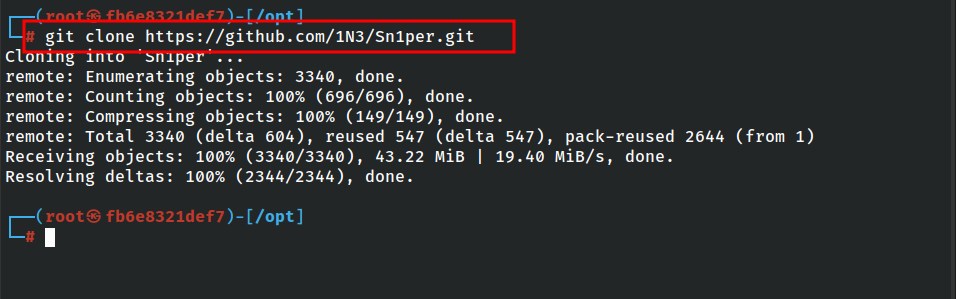 ┌──(root㉿fb6e8321def7)-[/opt]
└─# git clone https://github.com/1N3/Sn1per.git
Cloning into 'Sn1per'...
remote: Enumerating objects: 3340, done.
remote: Counting objects: 100% (696/696), done.
remote: Compressing objects: 100% (149/149), done.
remote: Total 3340 (delta 604), reused 547 (delta 547), pack-reused 2644 (from 1)
Receiving objects: 100% (3340/3340), 43.22 MiB | 19.40 MiB/s, done.
Resolving deltas: 100% (2344/2344), done.
┌──(root㉿fb6e8321def7)-[/opt]
└─#